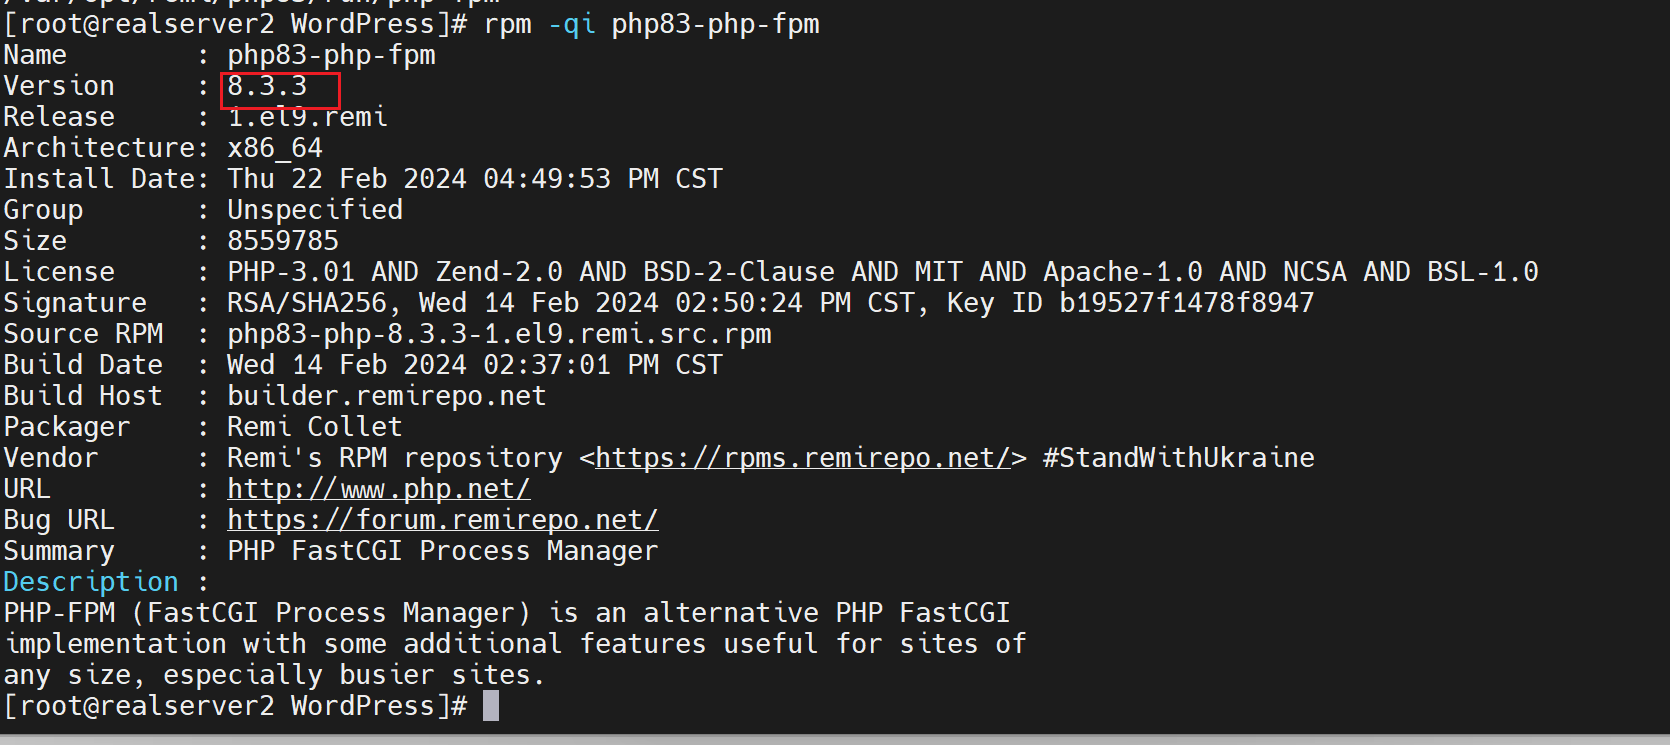 /var/opt/remi/php83/run/php-fpm
[root@realserver2 WordPress]# rpm -qi php83-php-fpm
Name        : php83-php-fpm
Version     : 8.3.3
Release     : 1.el9.remi
Architecture: x86_64
Install Date: Thu 22 Feb 2024 04:49:53 PM CST
Group       : Unspecified
Size        : 8559785
License     : PHP-3.01 AND Zend-2.0 AND BSD-2-Clause AND MIT AND Apache-1.0 AND NCSA AND BSL-1.0
Signature   : RSA/SHA256, Wed 14 Feb 2024 02:50:24 PM CST, Key ID b19527f1478f8947
Source RPM  : php83-php-8.3.3-1.el9.remi.src.rpm
Build Date  : Wed 14 Feb 2024 02:37:01 PM CST
Build Host  : builder.remirepo.net
Packager    : Remi Collet
Vendor      : Remi's RPM repository <https://rpms.remirepo.net/> #StandWithUkraine
URL         : http://www.php.net/
Bug URL     : https://forum.remirepo.net/
Summary     : PHP FastCGI Process Manager
Description :
PHP-FPM (FastCGI Process Manager) is an alternative PHP FastCGI
implementation with some additional features useful for sites of
any size, especially busier sites.
[root@realserver2 WordPress]#